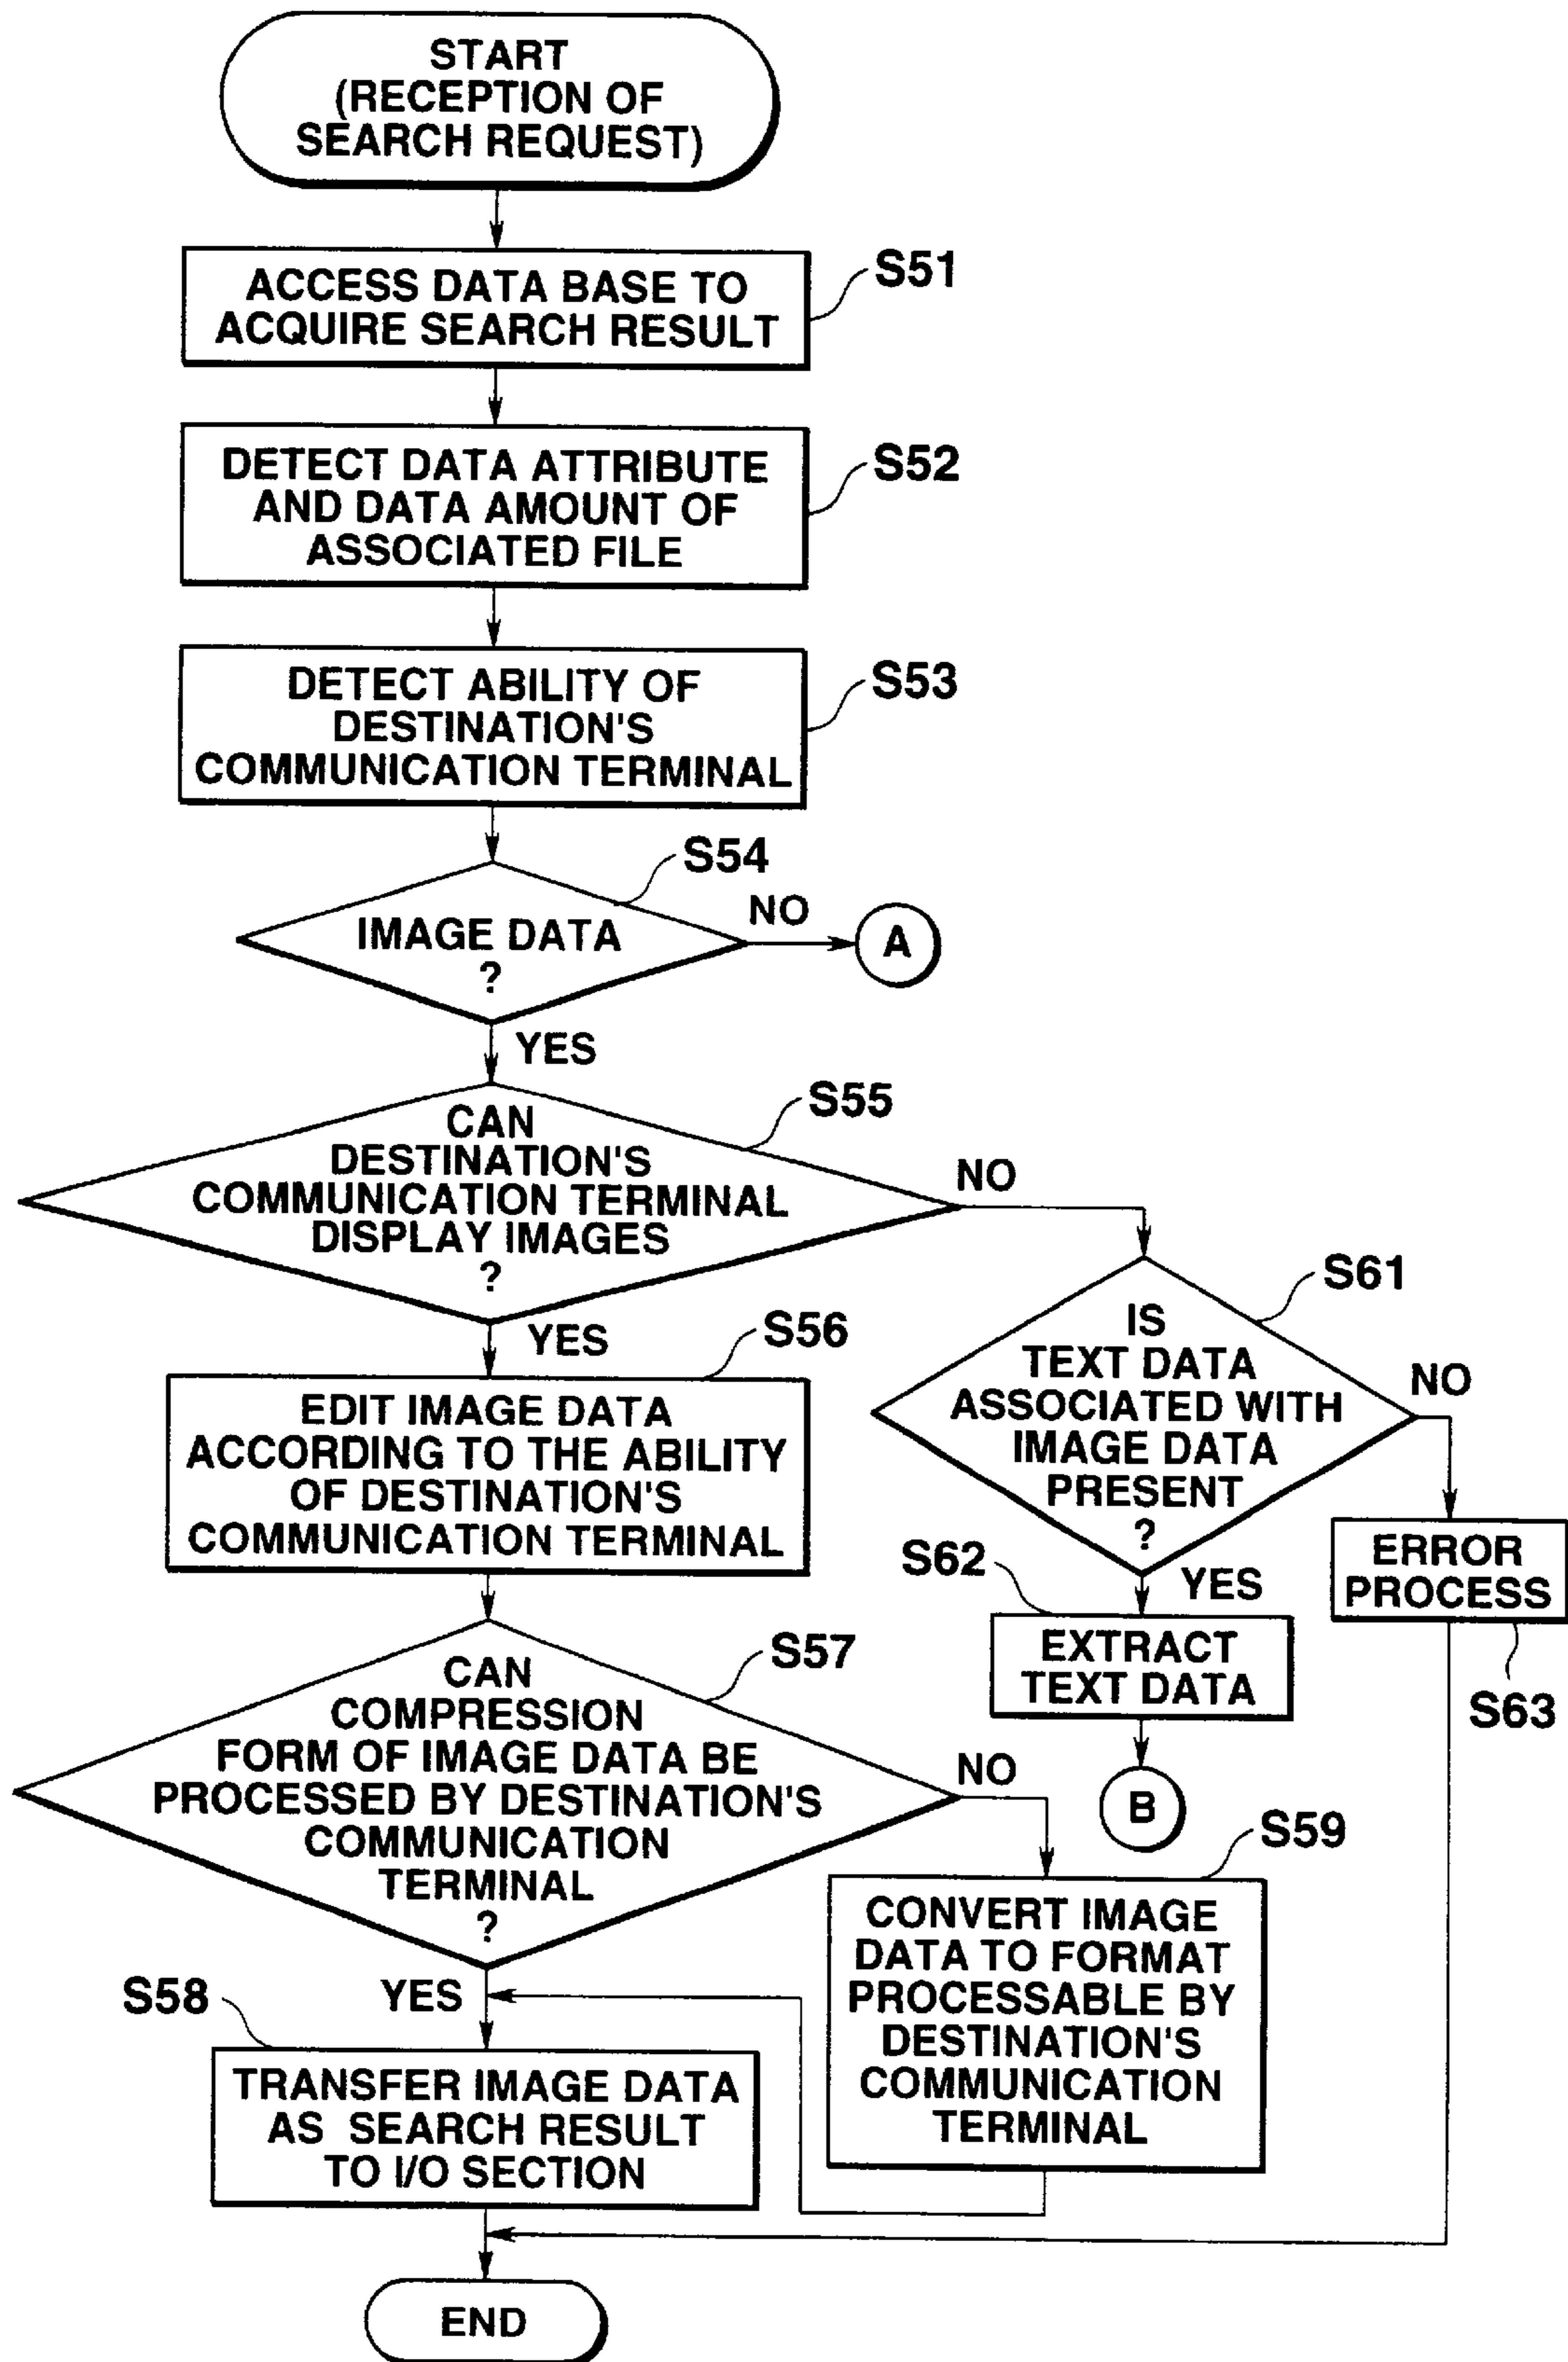 START
(RECEPTION OF
SEARCH REQUEST)
S51
ACCESS DATA BASE TO
ACQUIRE SEARCH RESULT
S52
DETECT DATA ATTRIBUTE
AND DATA AMOUNT OF
ASSOCIATED FILE
S53
DETECT ABILITY OF
DESTINATION'S
COMMUNICATION TERMINAL
S54
IMAGE DATA
?
NO
A
YES
S55
CAN
DESTINATION'S
COMMUNICATION TERMINAL
DISPLAY IMAGES
?
NO
YES
S61
IS
TEXT DATA
ASSOCIATED WITH
IMAGE DATA
PRESENT
?
NO
YES
S56
EDIT IMAGE DATA
ACCORDING TO THE ABILITY
OF DESTINATION'S
COMMUNICATION TERMINAL
S62
EXTRACT
TEXT DATA
B
ERROR
PROCESS
S63
S57
CAN
COMPRESSION
FORM OF IMAGE DATA BE
PROCESSED BY DESTINATION'S
COMMUNICATION
TERMINAL
?
NO
YES
S59
CONVERT IMAGE
DATA TO FORMAT
PROCESSABLE BY
DESTINATION'S
COMMUNICATION
TERMINAL
S58
TRANSFER IMAGE DATA
AS SEARCH RESULT
TO I/O SECTION
END